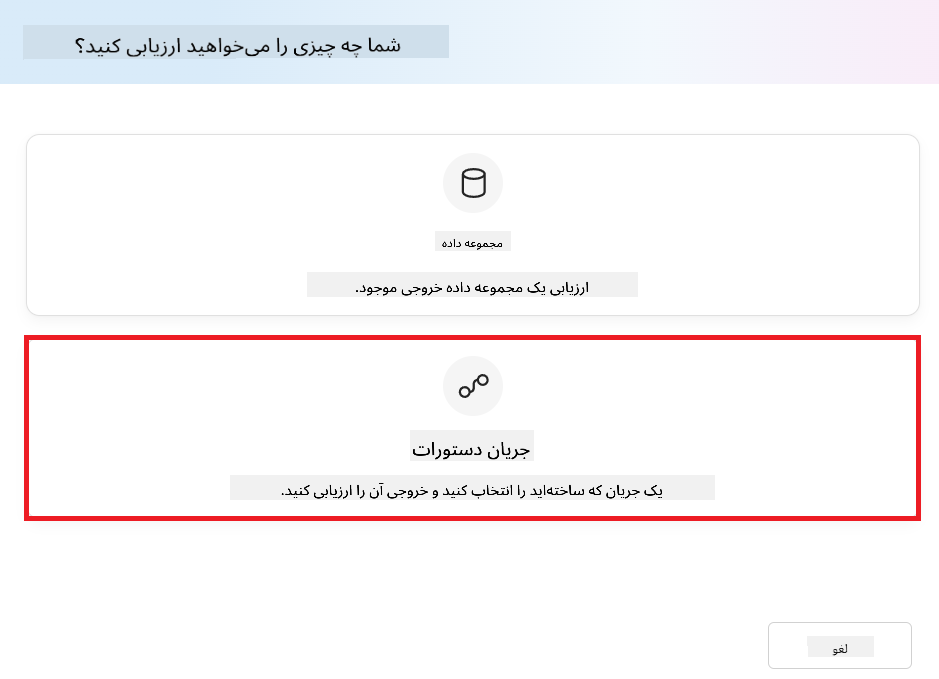 شما چه چیزی را می‌خواهید ارزیابی کنید؟
مجموعه داده
ارزیابی یک مجموعه داده خروجی موجود.
جریان دستورات
یک جریان که ساخته‌اید را انتخاب کنید و خروجی آن را ارزیابی کنید.
لغو